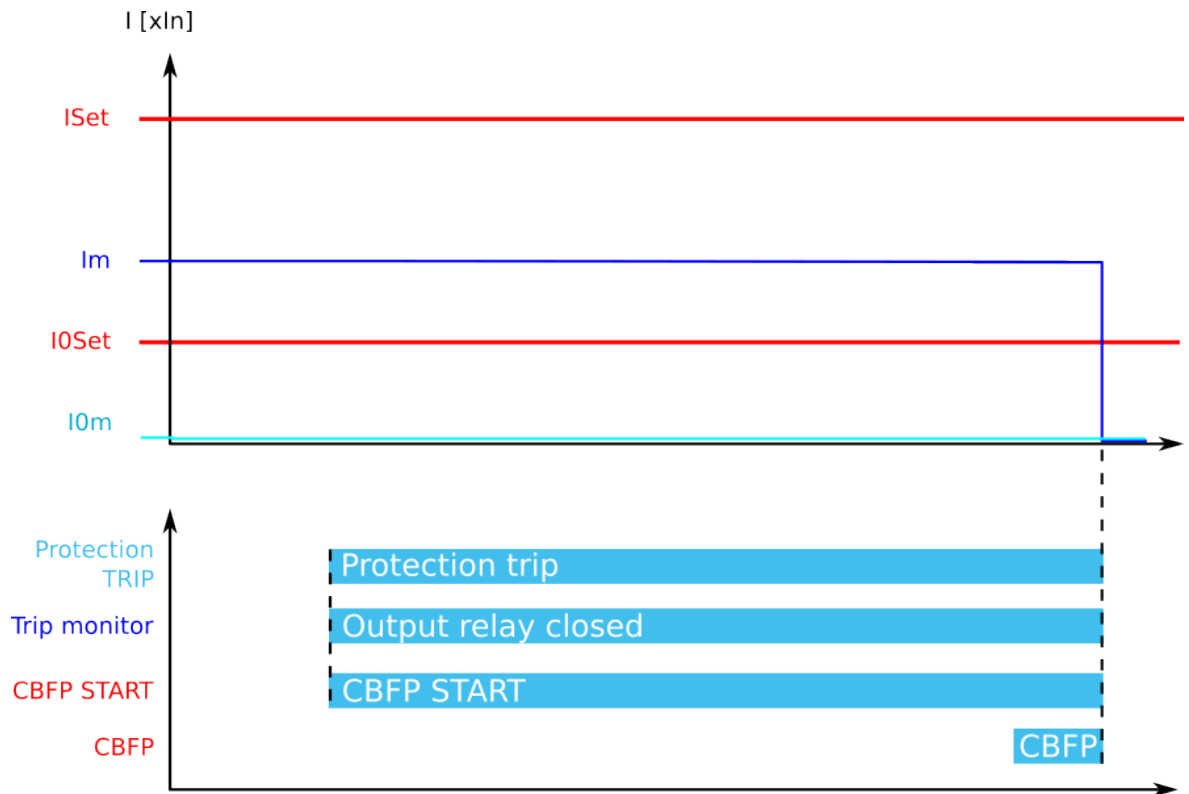 I [xIn]
ISet
Im
I0Set
I0m
Protection
TRIP
Protection trip
Trip monitor
Output relay closed
CBFP START
CBFP START
CBFP
CBFP